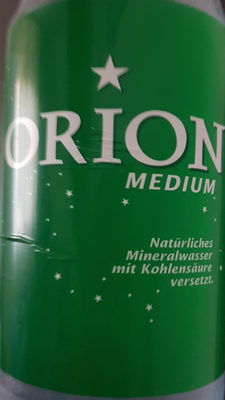 ORION
MEDIUM
Natürliches
Mineralwasser
mit Kohlensäure
versetzt.